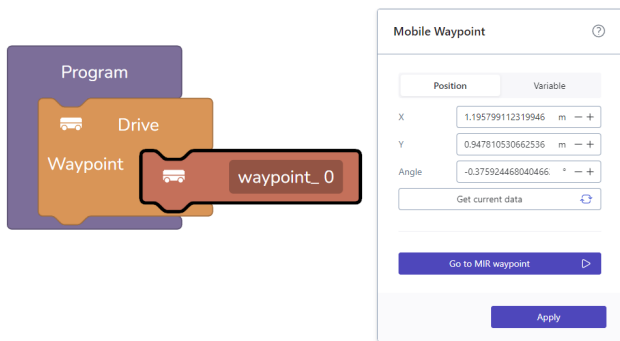 Program
Drive
Waypoint
waypoint_ 0
Mobile Waypoint
Position Variable
X 1.195799112319946 m − +
Y 0.947810530662536 m − +
Angle -0.375924468040466 ° − +
Get current data
Go to MIR waypoint
Apply